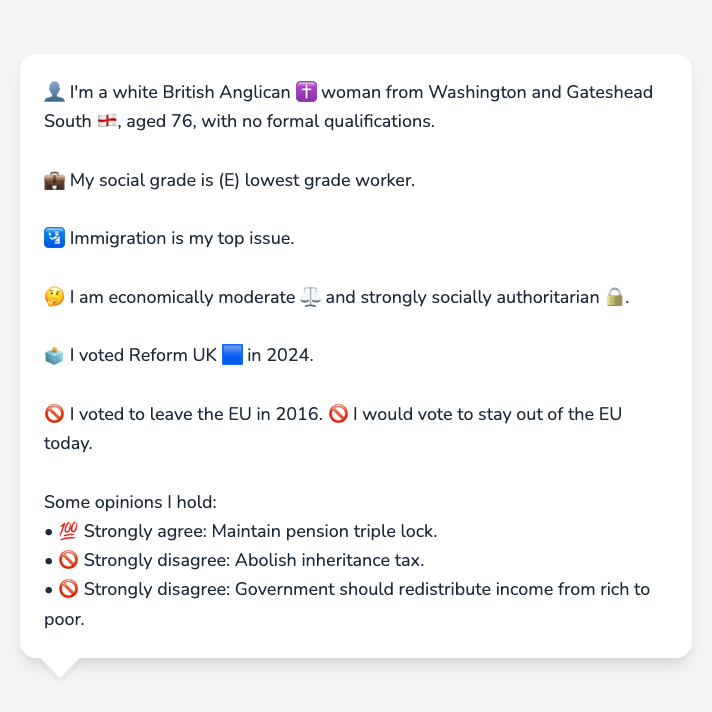 👤 I'm a white British Anglican ✝️ woman from Washington and Gateshead
South 🏴󠁧󠁢󠁥󠁮󠁧󠁿, aged 76, with no formal qualifications.
💼 My social grade is (E) lowest grade worker.
🛂 Immigration is my top issue.
🤔 I am economically moderate ⚖️ and strongly socially authoritarian 🔒.
🗳️ I voted Reform UK 🟦 in 2024.
🚫 I voted to leave the EU in 2016. 🚫 I would vote to stay out of the EU
today.
Some opinions I hold:
• 💯 Strongly agree: Maintain pension triple lock.
• 🚫 Strongly disagree: Abolish inheritance tax.
• 🚫 Strongly disagree: Government should redistribute income from rich to
poor.